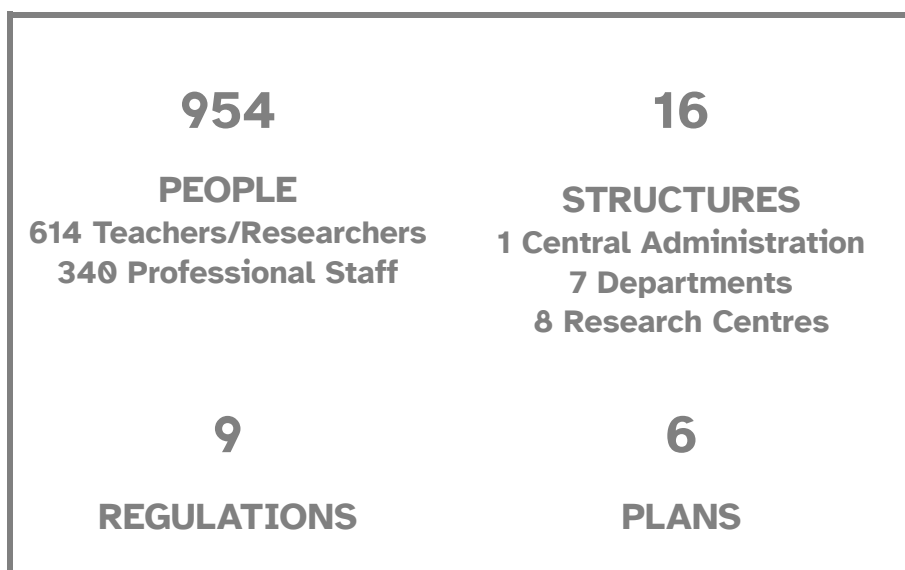 954
PEOPLE
614 Teachers/Researchers
340 Professional Staff
16
STRUCTURES
1 Central Administration
7 Departments
8 Research Centres
9
REGULATIONS
6
PLANS